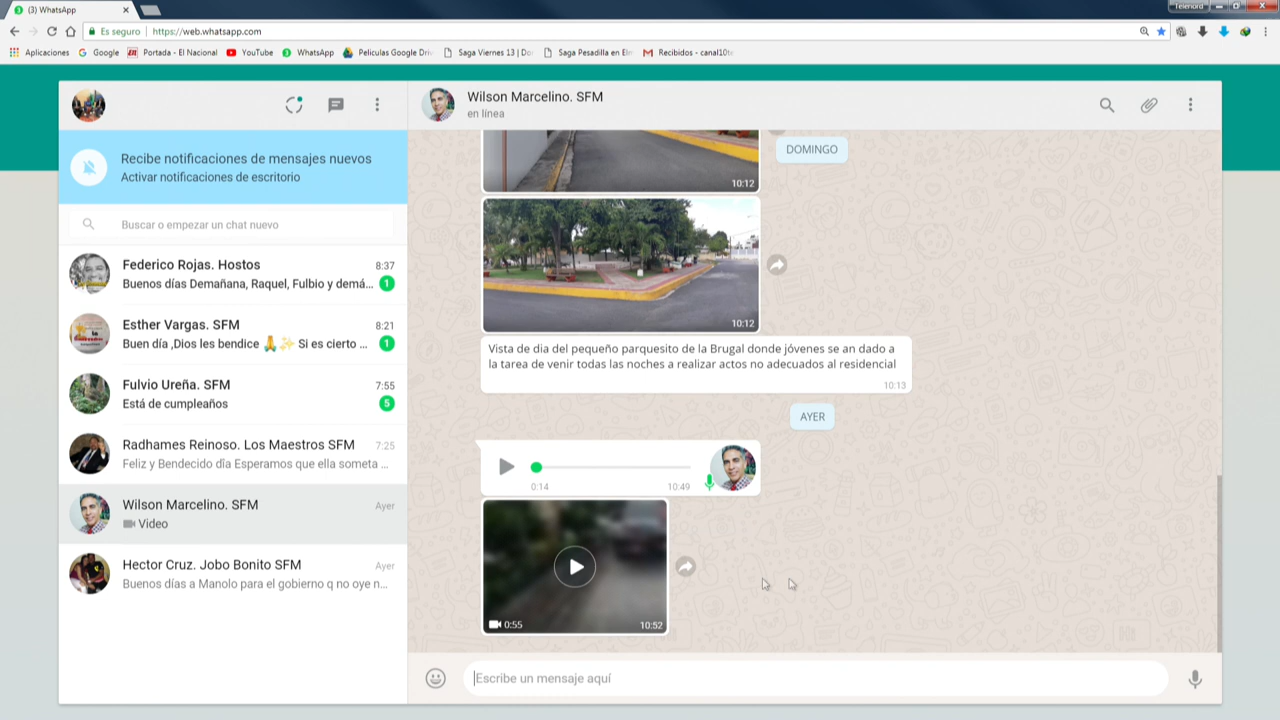 (3) WhatsApp
Telenord
Es seguro
https://web.whatsapp.com
Aplicaciones
Google
Portada - El Nacional
YouTube
WhatsApp
Peliculas Google Driv
Saga Viernes 13 | Do
Saga Pesadilla en El
Recibidos - canal10
Wilson Marcelino. SFM
en línea
Recibe notificaciones de mensajes nuevos
Activar notificaciones de escritorio
Buscar o empezar un chat nuevo
Federico Rojas. Hostos
8:37
Buenos días Demañana, Raquel, Fulbio y demá...
1
Esther Vargas. SFM
8:21
Buen día ,Dios les bendice 🙏✨ Si es cierto ...
1
Fulvio Ureña. SFM
7:55
Está de cumpleaños
5
Radhames Reinoso. Los Maestros SFM
7:25
Feliz y Bendecido dîa Esperamos que ella someta ...
Wilson Marcelino. SFM
Ayer
Video
Hector Cruz. Jobo Bonito SFM
Ayer
Buenos días a Manolo para el gobierno q no oye n...
DOMINGO
10:12
10:12
Vista de dia del pequeño parquesito de la Brugal donde jóvenes se an dado a
la tarea de venir todas las noches a realizar actos no adecuados al residencial
10:13
AYER
0:14
10:49
0:55
10:52
Escribe un mensaje aquí